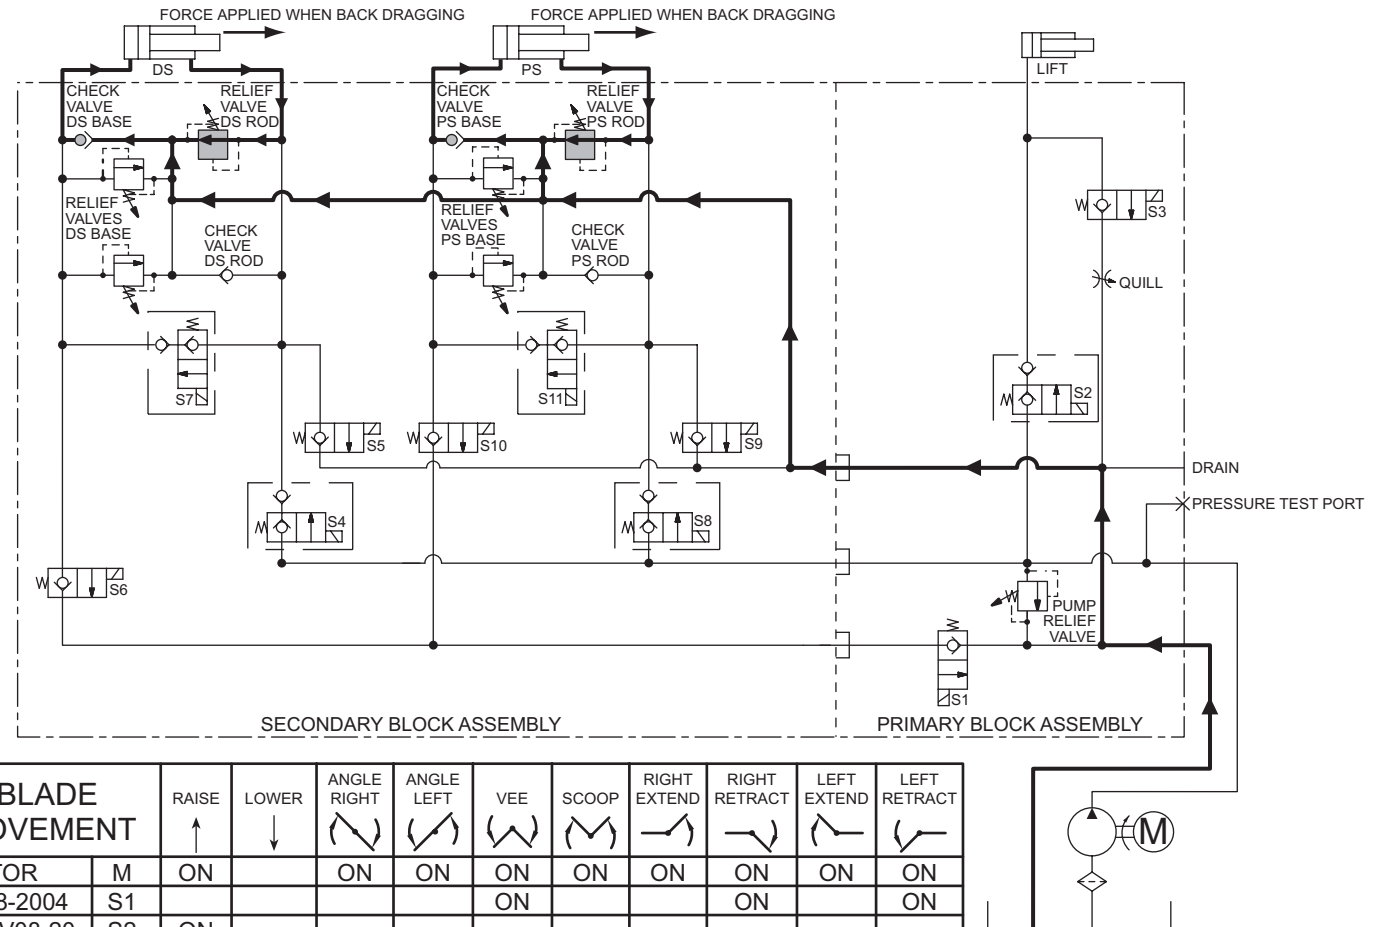 FORCE APPLIED WHEN BACK DRAGGING
FORCE APPLIED WHEN BACK DRAGGING
DS
PS
LIFT
CHECK
VALVE
DS BASE
RELIEF
VALVE
DS ROD
CHECK
VALVE
PS BASE
RELIEF
VALVE
PS ROD
RELIEF
VALVES
DS BASE
CHECK
VALVE
DS ROD
RELIEF
VALVES
PS BASE
CHECK
VALVE
PS ROD
S3
QUILL
S7
S11
S2
S5
S10
S9
DRAIN
PRESSURE TEST PORT
S4
S8
S6
PUMP
RELIEF
VALVE
S1
SECONDARY BLOCK ASSEMBLY
PRIMARY BLOCK ASSEMBLY
M
BLADE
OVEMENT
RAISE
LOWER
ANGLE
RIGHT
ANGLE
LEFT
VEE
SCOOP
RIGHT
EXTEND
RIGHT
RETRACT
LEFT
EXTEND
LEFT
RETRACT
TOR M ON ON ON ON ON ON ON ON ON
8-2004 S1 ON ON ON